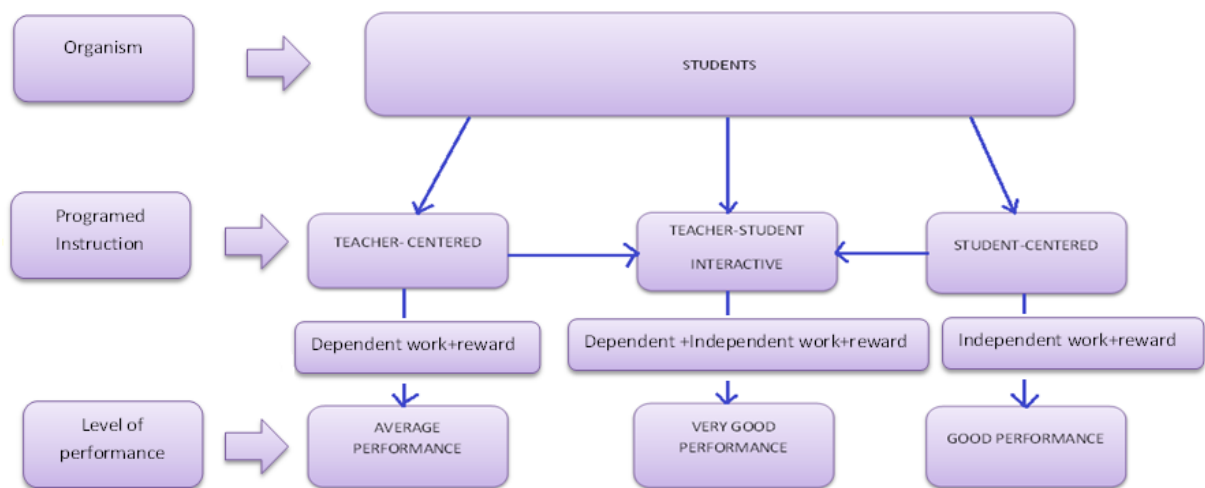 Organism
STUDENTS
Programed
Instruction
TEACHER- CENTERED
TEACHER-STUDENT
INTERACTIVE
STUDENT-CENTERED
Dependent work+reward
Dependent +Independent work+reward
Independent work+reward
Level of
performance
AVERAGE
PERFORMANCE
VERY GOOD
PERFORMANCE
GOOD PERFORMANCE